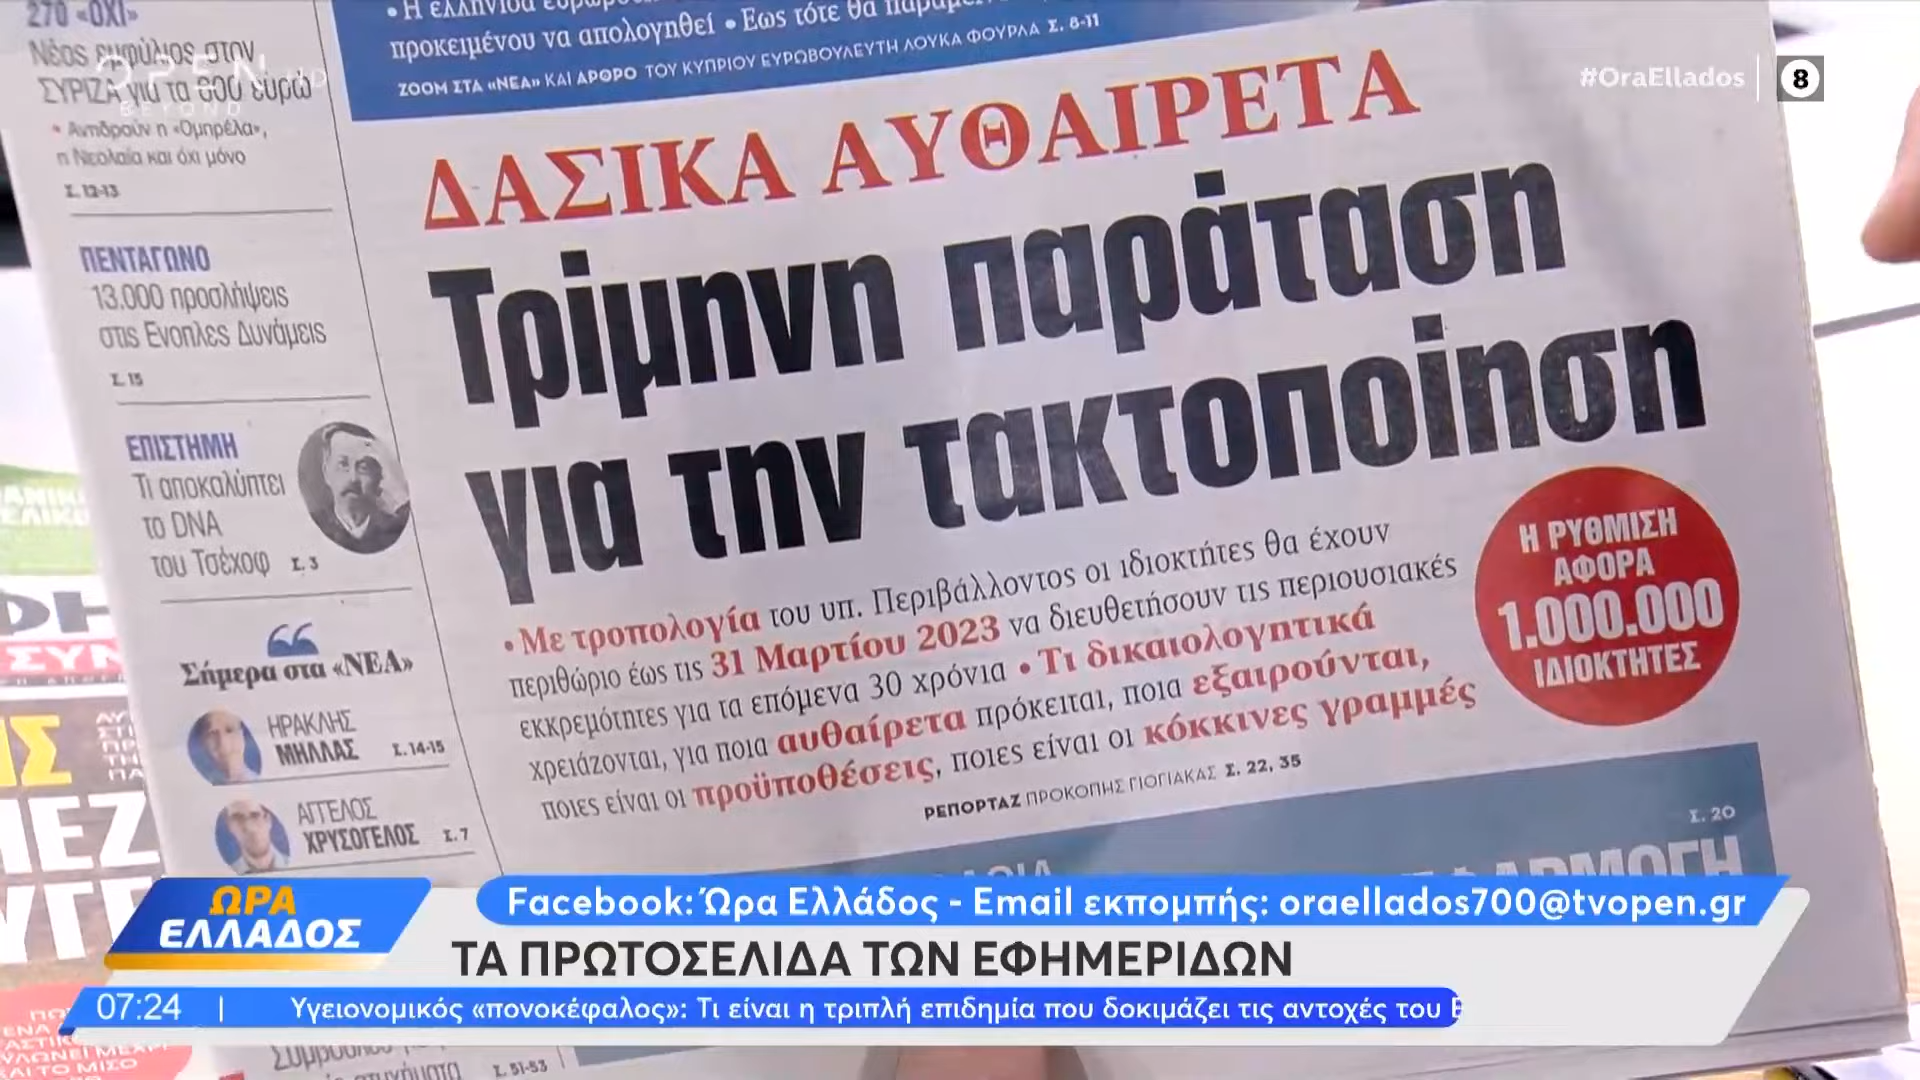 270 «ΟΧΙ»
Νέος εμφύλιος στον
ΣΥΡΙΖΑ για τα 600 ευρώ
• Αντιδρούν η «Ομπρέλα»,
η Νεολαία και όχι μόνο
Σ. 12-13
ΠΕΝΤΑΓΩΝΟ
13.000 προσλήψεις
στις Ενοπλες Δυνάμεις
Σ. 15
ΕΠΙΣΤΗΜΗ
Τι αποκαλύπτει
το DNA
του Τσέχοφ Σ. 3
Σήμερα στα «ΝΕΑ»
ΗΡΑΚΛΗΣ
ΜΗΛΛΑΣ Σ. 14-15
ΑΓΓΕΛΟΣ
ΧΡΥΣΟΓΕΛΟΣ Σ. 7
Σ. 51-53
• Η ελληνίδα
προκειμένου να απολογηθεί • Εως τότε θα
ZOOM ΣΤΑ «ΝΕΑ» ΚΑΙ ΑΡΘΡΟ ΤΟΥ ΚΥΠΡΙΟΥ ΕΥΡΩΒΟΥΛΕΥΤΗ ΛΟΥΚΑ ΦΟΥΡΛΑ Σ. 8-11
ΔΑΣΙΚΑ ΑΥΘΑΙΡΕΤΑ
Τρίμηνη παράταση
για την τακτοποίηση
• Με τροπολογία του υπ. Περιβάλλοντος οι ιδιοκτήτες θα έχουν
περιθώριο έως τις 31 Μαρτίου 2023 να διευθετήσουν τις περιουσιακές
εκκρεμότητες για τα επόμενα 30 χρόνια • Τι δικαιολογητικά
χρειάζονται, για ποια αυθαίρετα πρόκειται, ποια εξαιρούνται,
ποιες είναι οι προϋποθέσεις, ποιες είναι οι κόκκινες γραμμές
ΡΕΠΟΡΤΑΖ ΠΡΟΚΟΠΗΣ ΓΙΟΓΙΑΚΑΣ Σ. 22, 35
Η ΡΥΘΜΙΣΗ
ΑΦΟΡΑ
1.000.000
ΙΔΙΟΚΤΗΤΕΣ
Σ. 20
OPEN
BEYOND
#OraEllados
8
ΩΡΑ
ΕΛΛΑΔΟΣ
Facebook: Ώρα Ελλάδος - Email εκπομπής: oraellados700@tvopen.gr
ΤΑ ΠΡΩΤΟΣΕΛΙΔΑ ΤΩΝ ΕΦΗΜΕΡΙΔΩΝ
07:24 | Υγειονομικός «πονοκέφαλος»: Τι είναι η τριπλή επιδημία που δοκιμάζει τις αντοχές του